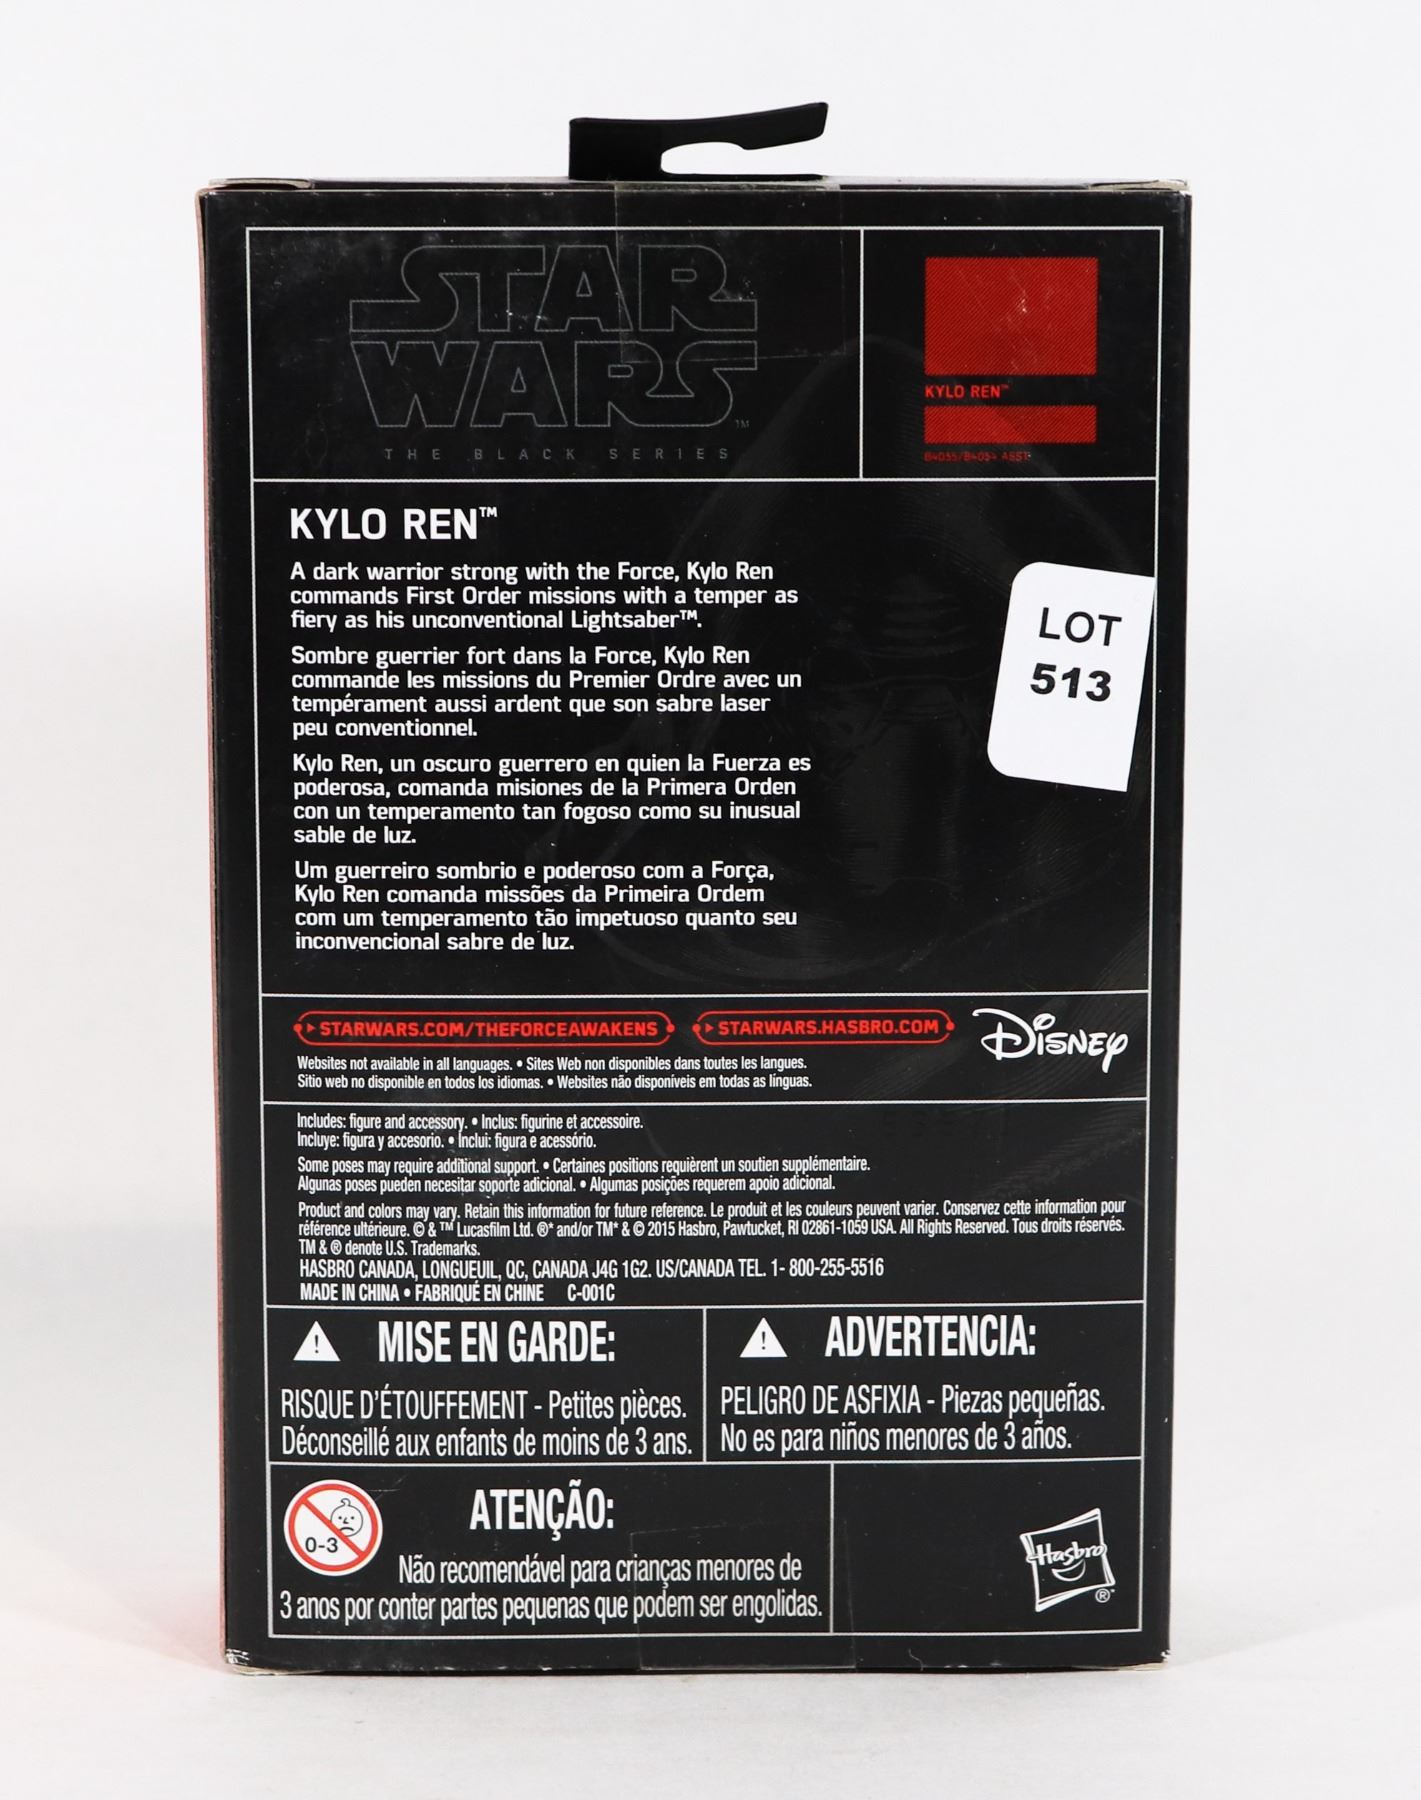 STAR
WARS™
THE BLACK SERIES
KYLO REN™
B4055/B4054 ASST.
KYLO REN™
A dark warrior strong with the Force, Kylo Ren
commands First Order missions with a temper as
fiery as his unconventional Lightsaber™.
Sombre guerrier fort dans la Force, Kylo Ren
commande les missions du Premier Ordre avec un
tempérament aussi ardent que son sabre laser
peu conventionnel.
Kylo Ren, un oscuro guerrero en quien la Fuerza es
poderosa, comanda misiones de la Primera Orden
con un temperamento tan fogoso como su inusual
sable de luz.
Um guerreiro sombrio e poderoso com a Força,
Kylo Ren comanda missões da Primeira Ordem
com um temperamento tão impetuoso quanto seu
inconvencional sabre de luz.
LOT
513
STARWARS.COM/THEFORCEAWAKENS
STARWARS.HASBRO.COM
Disney
Websites not available in all languages. • Sites Web non disponibles dans toutes les langues.
Sitio web no disponible en todos los idiomas. • Websites não disponíveis em todas as línguas.
Includes: figure and accessory. • Inclus: figurine et accessoire.
Incluye: figura y accesorio. • Inclui: figura e acessório.
Some poses may require additional support. • Certaines positions requièrent un soutien supplémentaire.
Algunas poses pueden necesitar soporte adicional. • Algumas posições requerem apoio adicional.
Product and colors may vary. Retain this information for future reference. Le produit et les couleurs peuvent varier. Conservez cette information pour
référence ultérieure. © & ™ Lucasfilm Ltd. ®* and/or TM* & © 2015 Hasbro, Pawtucket, RI 02861-1059 USA. All Rights Reserved. Tous droits réservés.
TM & ® denote U.S. Trademarks.
HASBRO CANADA, LONGUEUIL, QC, CANADA J4G 1G2. US/CANADA TEL. 1- 800-255-5516
MADE IN CHINA • FABRIQUÉ EN CHINE C-001C
MISE EN GARDE:
RISQUE D'ÉTOUFFEMENT - Petites pièces.
Déconseillé aux enfants de moins de 3 ans.
ADVERTENCIA:
PELIGRO DE ASFIXIA - Piezas pequeñas.
No es para niños menores de 3 años.
0-3
ATENÇÃO:
Não recomendável para crianças menores de
3 anos por conter partes pequenas que podem ser engolidas.
Hasbro
®